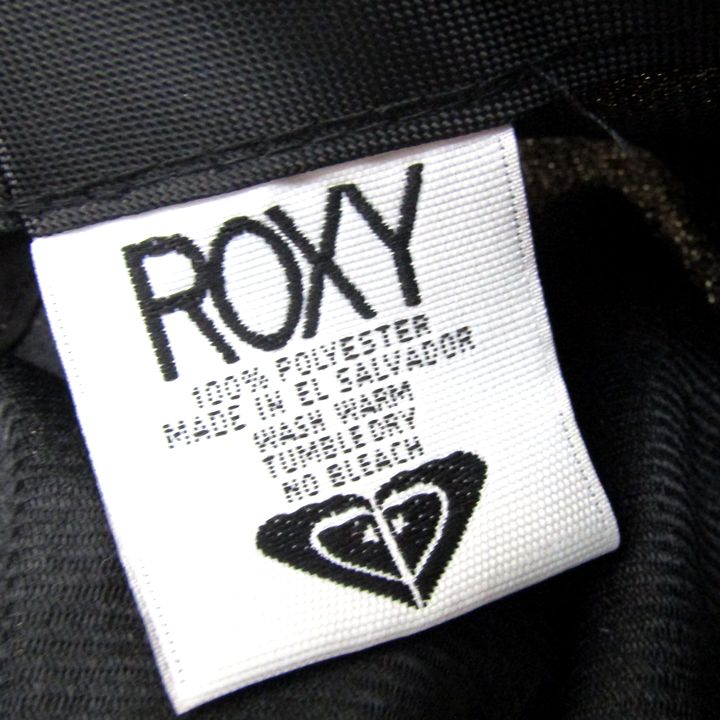 ROXY
100% POLYESTER
MADE IN EL SALVADOR
WASH WARM
TUMBLE DRY
NO BLEACH